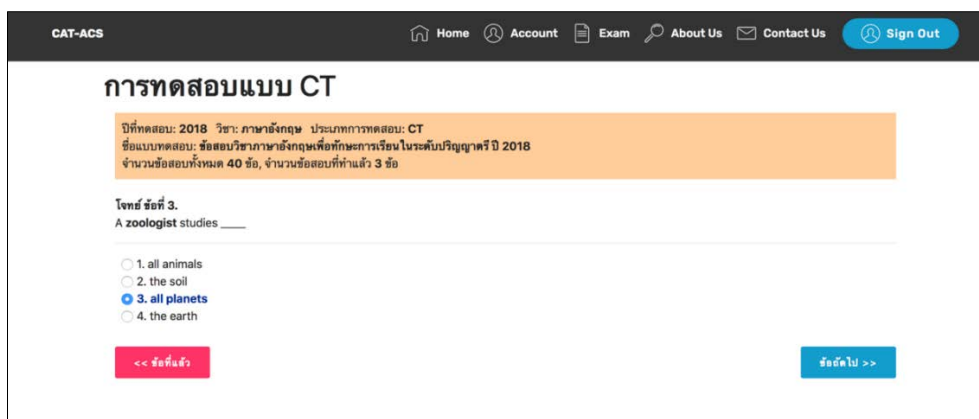 CAT-ACS Home Account Exam About Us Contact Us Sign Out
การทดสอบแบบ CT
ปีที่ทดสอบ: 2018 วิชา: ภาษาอังกฤษ ประเภทการทดสอบ: CT
ชื่อแบบทดสอบ: ข้อสอบวิชาภาษาอังกฤษเพื่อทักษะการเรียนในระดับปริญญาตรี ปี 2018
จำนวนข้อสอบทั้งหมด 40 ข้อ, จำนวนข้อสอบที่ทำแล้ว 3 ข้อ
โจทย์ ข้อที่ 3.
A zoologist studies ____
1. all animals
2. the soil
3. all planets
4. the earth
<< ข้อที่แล้ว ข้อถัดไป >>